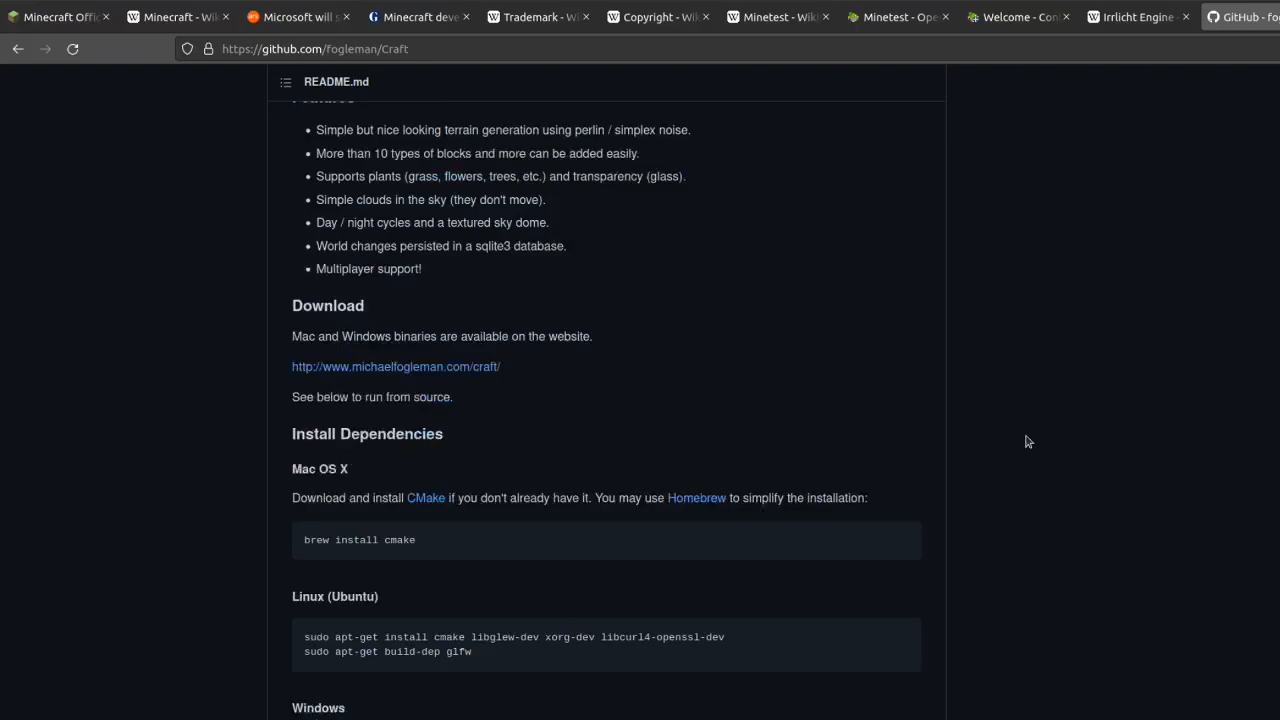 Minecraft Offic
Minecraft - Wiki
Microsoft will s
Minecraft deve
Trademark - Wi
Copyright - Wik
Minetest - Wiki
Minetest - Ope
Welcome - Con
Irrlicht Engine -
GitHub - fog
https://github.com/fogleman/Craft
README.md
Features
Simple but nice looking terrain generation using perlin / simplex noise.
More than 10 types of blocks and more can be added easily.
Supports plants (grass, flowers, trees, etc.) and transparency (glass).
Simple clouds in the sky (they don't move).
Day / night cycles and a textured sky dome.
World changes persisted in a sqlite3 database.
Multiplayer support!
Download
Mac and Windows binaries are available on the website.
http://www.michaelfogleman.com/craft/
See below to run from source.
Install Dependencies
Mac OS X
Download and install CMake if you don't already have it. You may use Homebrew to simplify the installation:
brew install cmake
Linux (Ubuntu)
sudo apt-get install cmake libglew-dev xorg-dev libcurl4-openssl-dev
sudo apt-get build-dep glfw
Windows